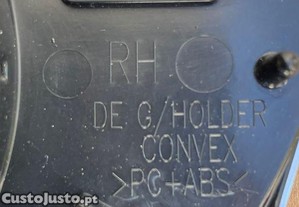 RH
DE G/HOLDER
CONVEX
>PC+ABS<
CustoJusto.pt